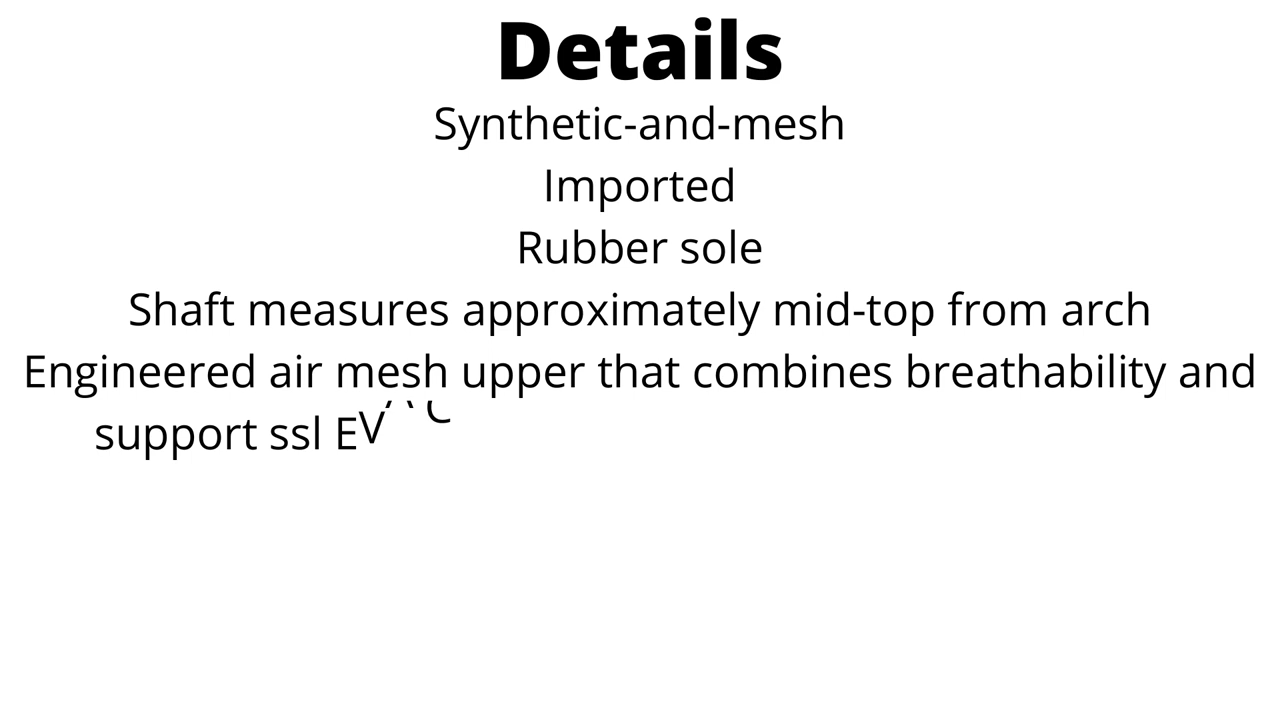 Details
Synthetic-and-mesh
Imported
Rubber sole
Shaft measures approximately mid-top from arch
Engineered air mesh upper that combines breathability and
support ssl